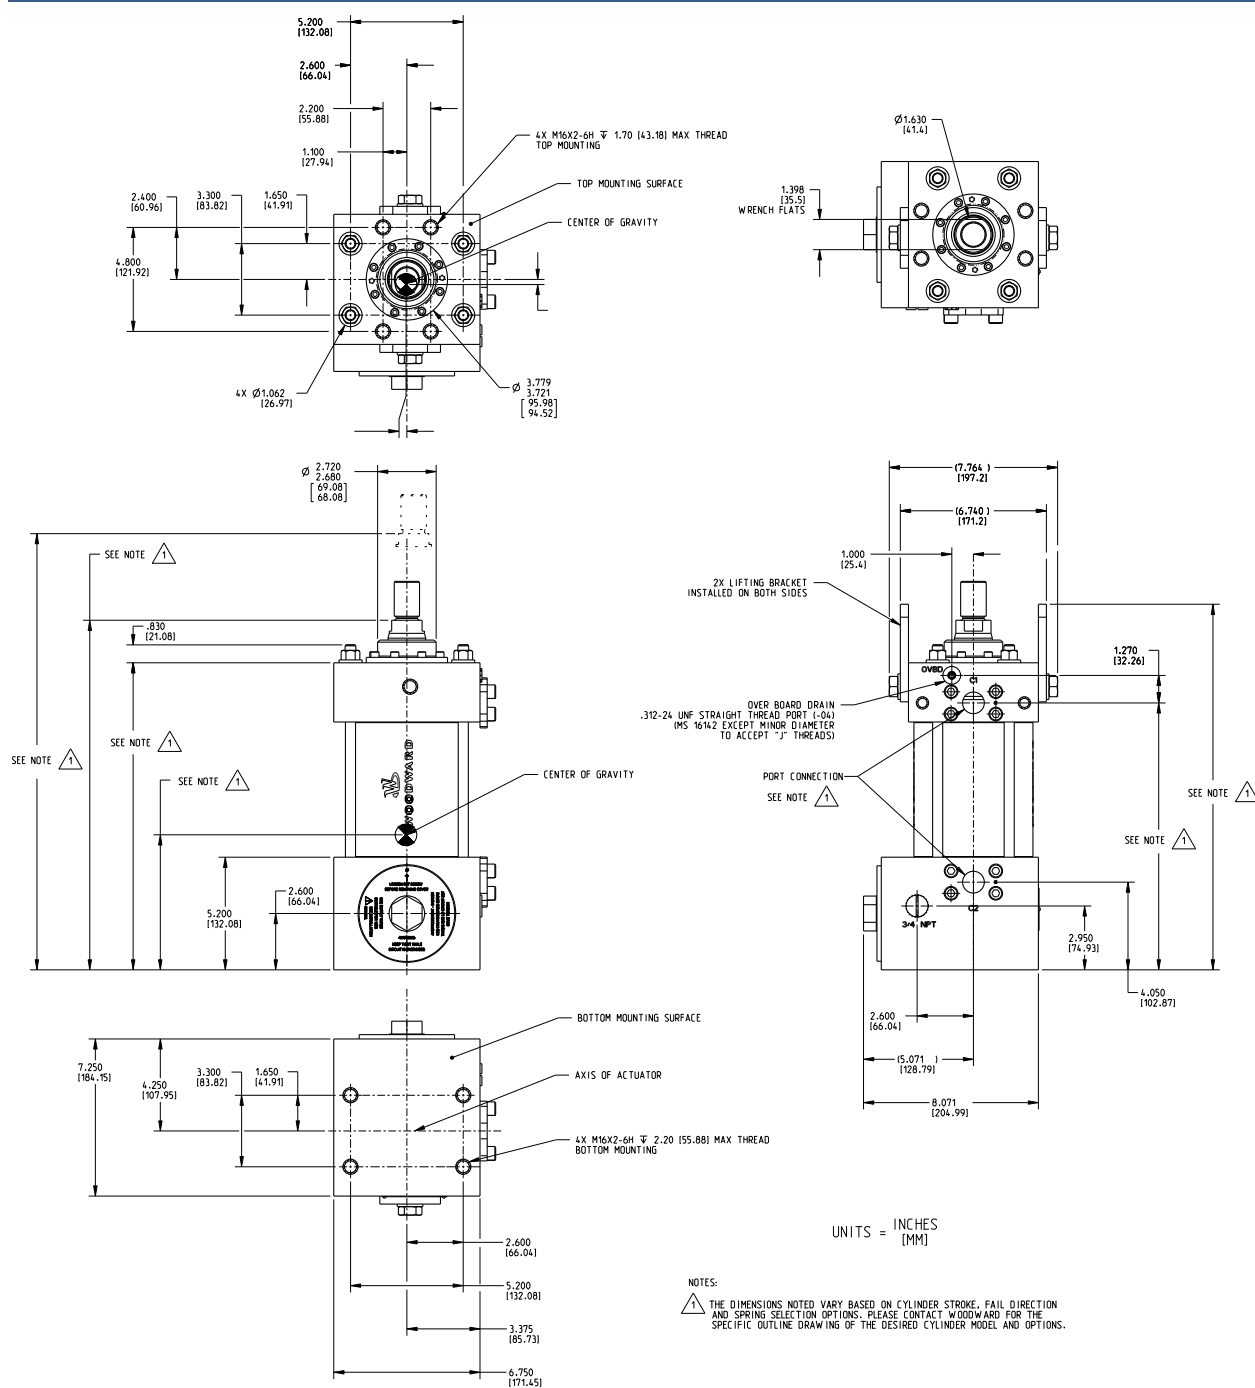 5.200
[132.08]
2.600
[66.04]
2.200
[55.88]
1.100
[27.94]
4X M16X2-6H ↧ 1.70 [43.18] MAX THREAD
TOP MOUNTING
TOP MOUNTING SURFACE
CENTER OF GRAVITY
2.400
[60.96]
3.300
[83.82]
1.650
[41.91]
4.800
[121.92]
4X Ø1.062
[26.97]
Ø 3.779
3.721
[95.98]
[94.52]
Ø1.630
[41.4]
1.398
[35.5]
WRENCH FLATS
Ø 2.720
2.680
[69.08]
[68.08]
SEE NOTE 1
.830
[21.08]
SEE NOTE 1
SEE NOTE 1
SEE NOTE 1
WOODWARD
CENTER OF GRAVITY
5.200
[132.08]
2.600
[66.04]
(7.764 )
[197.2]
(6.740 )
[171.2]
1.000
[25.4]
2X LIFTING BRACKET
INSTALLED ON BOTH SIDES
1.270
[32.26]
OVBD
C1
OVER BOARD DRAIN
.312-24 UNF STRAIGHT THREAD PORT (-04)
(MS 16142 EXCEPT MINOR DIAMETER
TO ACCEPT "J" THREADS)
PORT CONNECTION
SEE NOTE 1
SEE NOTE 1
SEE NOTE 1
C2
3/4 NPT
2.950
[74.93]
4.050
[102.87]
2.600
[66.04]
(5.071 )
[128.79]
8.071
[204.99]
BOTTOM MOUNTING SURFACE
AXIS OF ACTUATOR
7.250
[184.15]
4.250
[107.95]
3.300
[83.82]
1.650
[41.91]
4X M16X2-6H ↧ 2.20 [55.88] MAX THREAD
BOTTOM MOUNTING
2.600
[66.04]
5.200
[132.08]
3.375
[85.73]
6.750
[171.45]
UNITS = INCHES
[MM]
NOTES:
1 THE DIMENSIONS NOTED VARY BASED ON CYLINDER STROKE, FAIL DIRECTION
AND SPRING SELECTION OPTIONS. PLEASE CONTACT WOODWARD FOR THE
SPECIFIC OUTLINE DRAWING OF THE DESIRED CYLINDER MODEL AND OPTIONS.